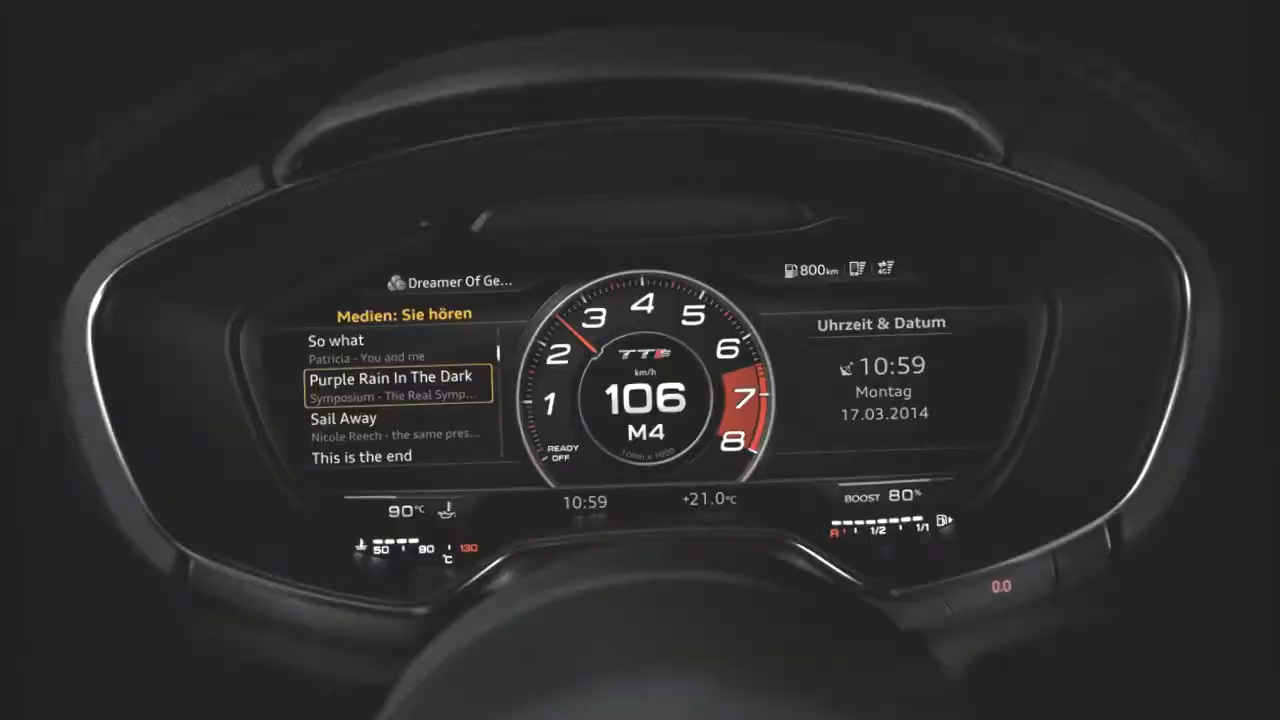 Dreamer Of Ge...
Medien: Sie hören
So what
Patricia - You and me
Purple Rain In The Dark
Symposium - The Real Symp...
Sail Away
Nicole Reech - the same pres...
This is the end
90°C
50 90 130
°C
1 2 3 4 5 6 7 8
READY
OFF
TTS
km/h
106
M4
1/min x 1000
10:59
+21.0°C
800km
Uhrzeit & Datum
10:59
Montag
17.03.2014
BOOST 80%
R 1/2 1/1
0.0